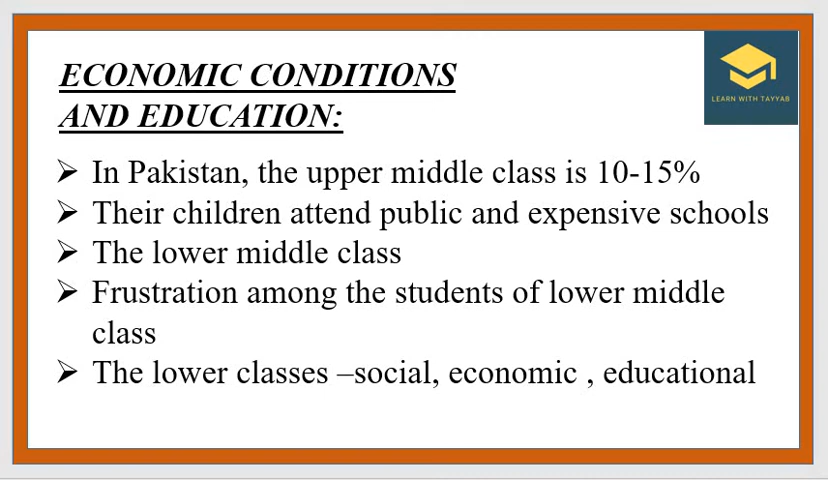 ECONOMIC CONDITIONS
AND EDUCATION:
LEARN WITH TAYYAB
➢ In Pakistan, the upper middle class is 10-15%
➢ Their children attend public and expensive schools
➢ The lower middle class
➢ Frustration among the students of lower middle
class
➢ The lower classes –social, economic , educational